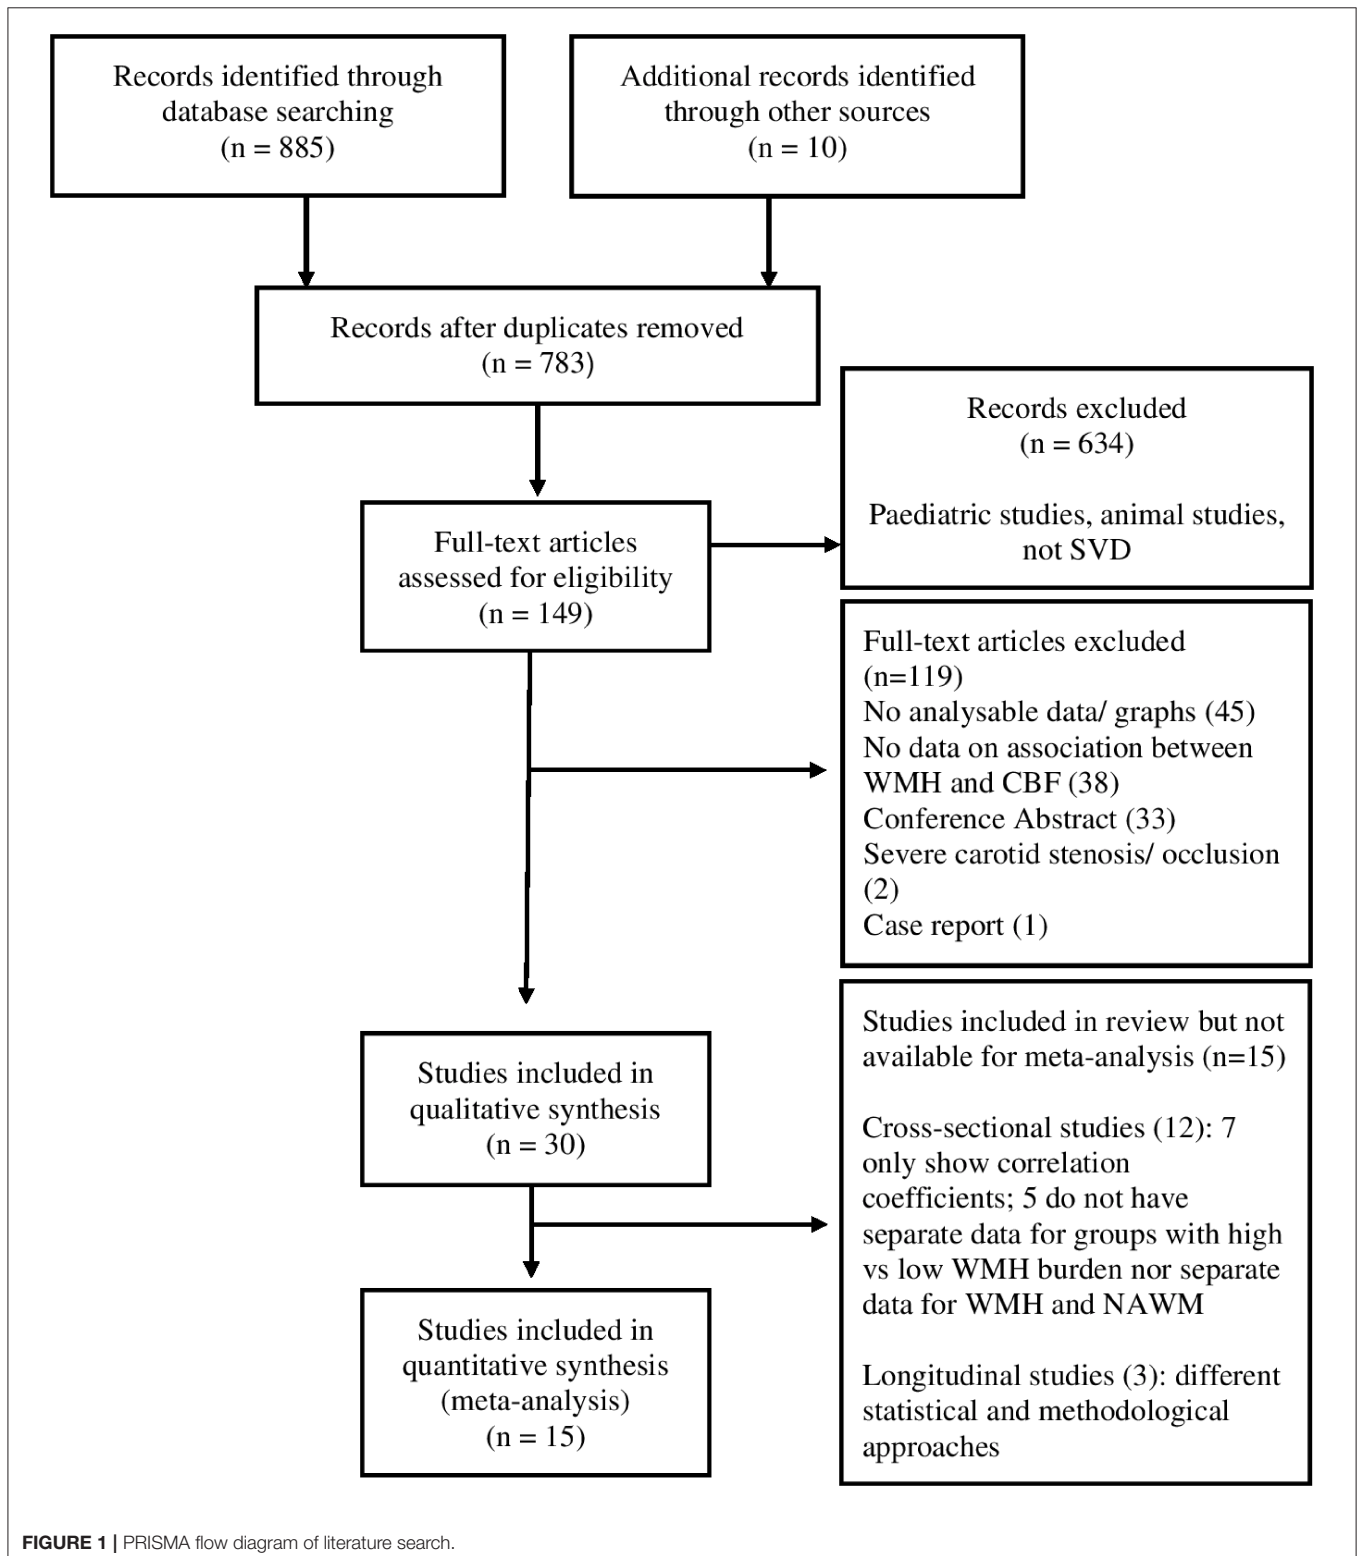 Records identified through
database searching
(n = 885)
Additional records identified
through other sources
(n = 10)
Records after duplicates removed
(n = 783)
Records excluded
(n = 634)
Paediatric studies, animal studies,
not SVD
Full-text articles
assessed for eligibility
(n = 149)
Full-text articles excluded
(n=119)
No analysable data/ graphs (45)
No data on association between
WMH and CBF (38)
Conference Abstract (33)
Severe carotid stenosis/ occlusion
(2)
Case report (1)
Studies included in
qualitative synthesis
(n = 30)
Studies included in review but not
available for meta-analysis (n=15)
Cross-sectional studies (12): 7
only show correlation
coefficients; 5 do not have
separate data for groups with high
vs low WMH burden nor separate
data for WMH and NAWM
Longitudinal studies (3): different
statistical and methodological
approaches
Studies included in
quantitative synthesis
(meta-analysis)
(n = 15)
FIGURE 1 | PRISMA flow diagram of literature search.